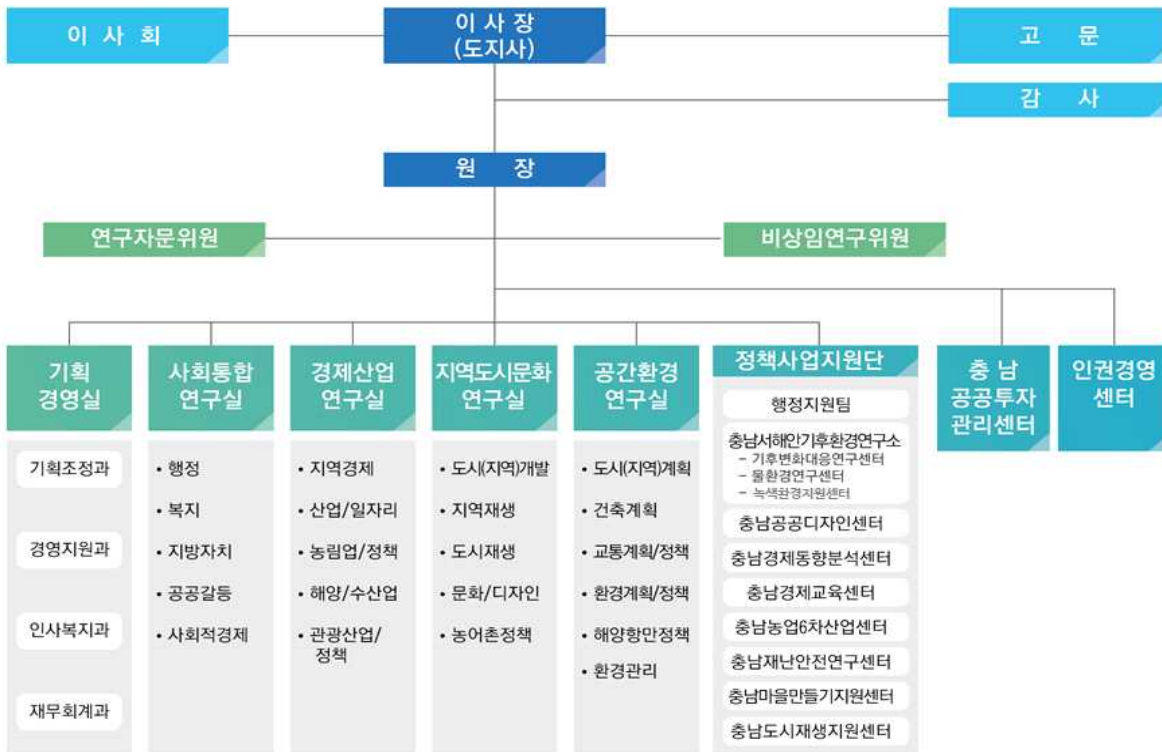 이 사 회
이 사 장
(도지사)
고 문
감 사
원 장
연구자문위원
비상임연구위원
기획
경영실
기획조정과
경영지원과
인사복지과
재무회계과
사회통합
연구실
• 행정
• 복지
• 지방자치
• 공공갈등
• 사회적경제
경제산업
연구실
• 지역경제
• 산업/일자리
• 농림업/정책
• 해양/수산업
• 관광산업/
정책
지역도시문화
연구실
• 도시(지역)개발
• 지역재생
• 도시재생
• 문화/디자인
• 농어촌정책
공간환경
연구실
• 도시(지역)계획
• 건축계획
• 교통계획/정책
• 환경계획/정책
• 해양항만정책
• 환경관리
정책사업지원단
행정지원팀
충남서해안기후환경연구소
– 기후변화대응연구센터
– 물환경연구센터
– 녹색환경지원센터
충남공공디자인센터
충남경제동향분석센터
충남경제교육센터
충남농업6차산업센터
충남재난안전연구센터
충남마을만들기지원센터
충남도시재생지원센터
충 남
공공투자
관리센터
인권경영
센터